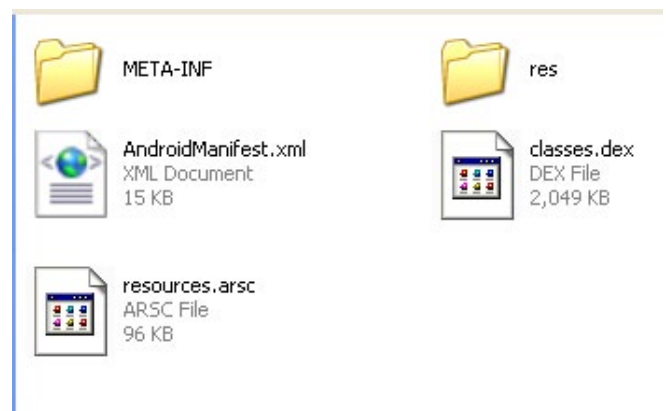 META-INF
res
AndroidManifest.xml
XML Document
15 KB
classes.dex
DEX File
2,049 KB
resources.arsc
ARSC File
96 KB